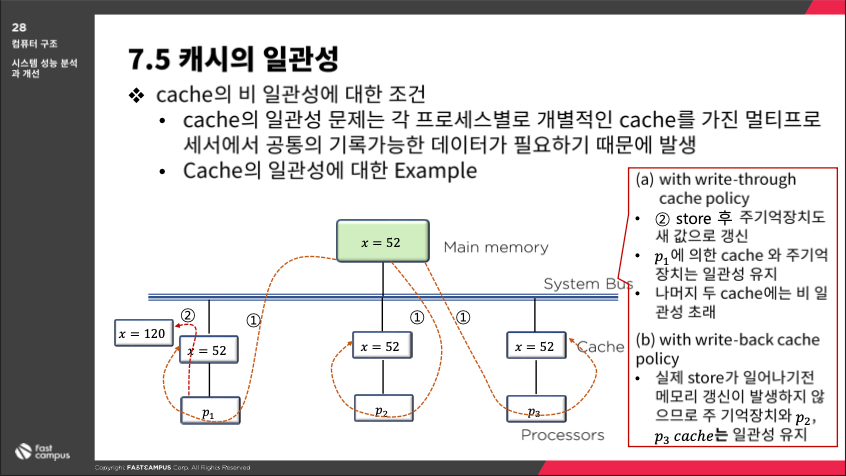 28
컴퓨터 구조
시스템 성능 분석
과 개선
7.5 캐시의 일관성
❖ cache의 비 일관성에 대한 조건
• cache의 일관성 문제는 각 프로세스별로 개별적인 cache를 가진 멀티프로
세서에서 공통의 기록가능한 데이터가 필요하기 때문에 발생
• Cache의 일관성에 대한 Example
(a) with write-through
cache policy
• ② store 후 주기억장치도
새 값으로 갱신
• p₁에 의한 cache 와 주기억
장치는 일관성 유지
• 나머지 두 cache에는 비 일
관성 초래
(b) with write-back cache
policy
• 실제 store가 일어나기전
메모리 갱신이 발생하지 않
으므로 주 기억장치와 p₂,
p₃ cache는 일관성 유지
x = 52
Main memory
System Bus
②
①
①
①
x = 120
x = 52
x = 52
x = 52
Cache
p₁
p₂
p₃
Processors
fast
campus
Copyright. FASTCAMPUS Corp. All Rights Reserved